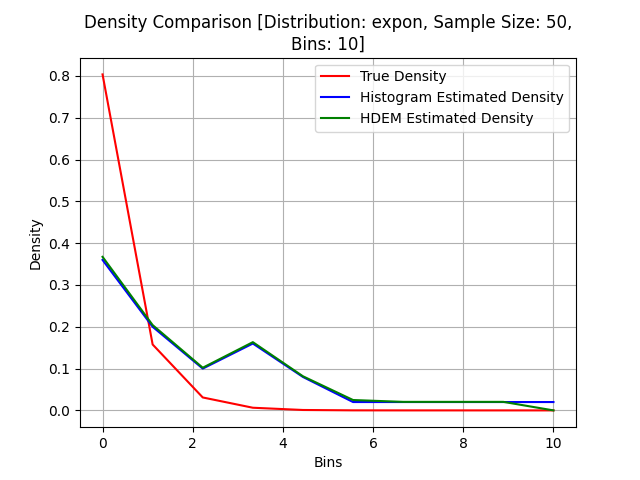 Density Comparison [Distribution: expon, Sample Size: 50,
Bins: 10]
True Density
Histogram Estimated Density
HDEM Estimated Density
Density
0.8
0.7
0.6
0.5
0.4
0.3
0.2
0.1
0.0
0 2 4 6 8 10
Bins